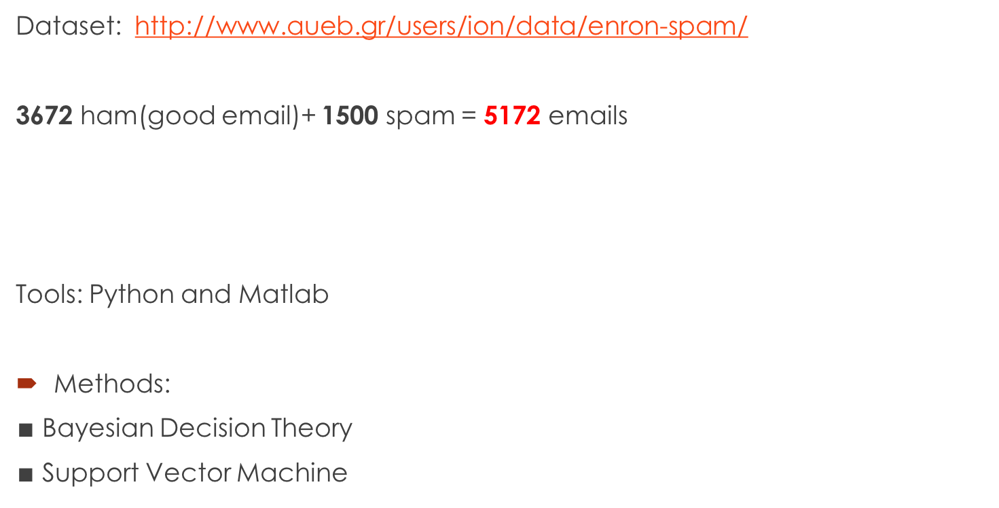 Dataset: http://www.aueb.gr/users/ion/data/enron-spam/
3672 ham(good email)+ 1500 spam = 5172 emails
Tools: Python and Matlab
Methods:
■ Bayesian Decision Theory
■ Support Vector Machine